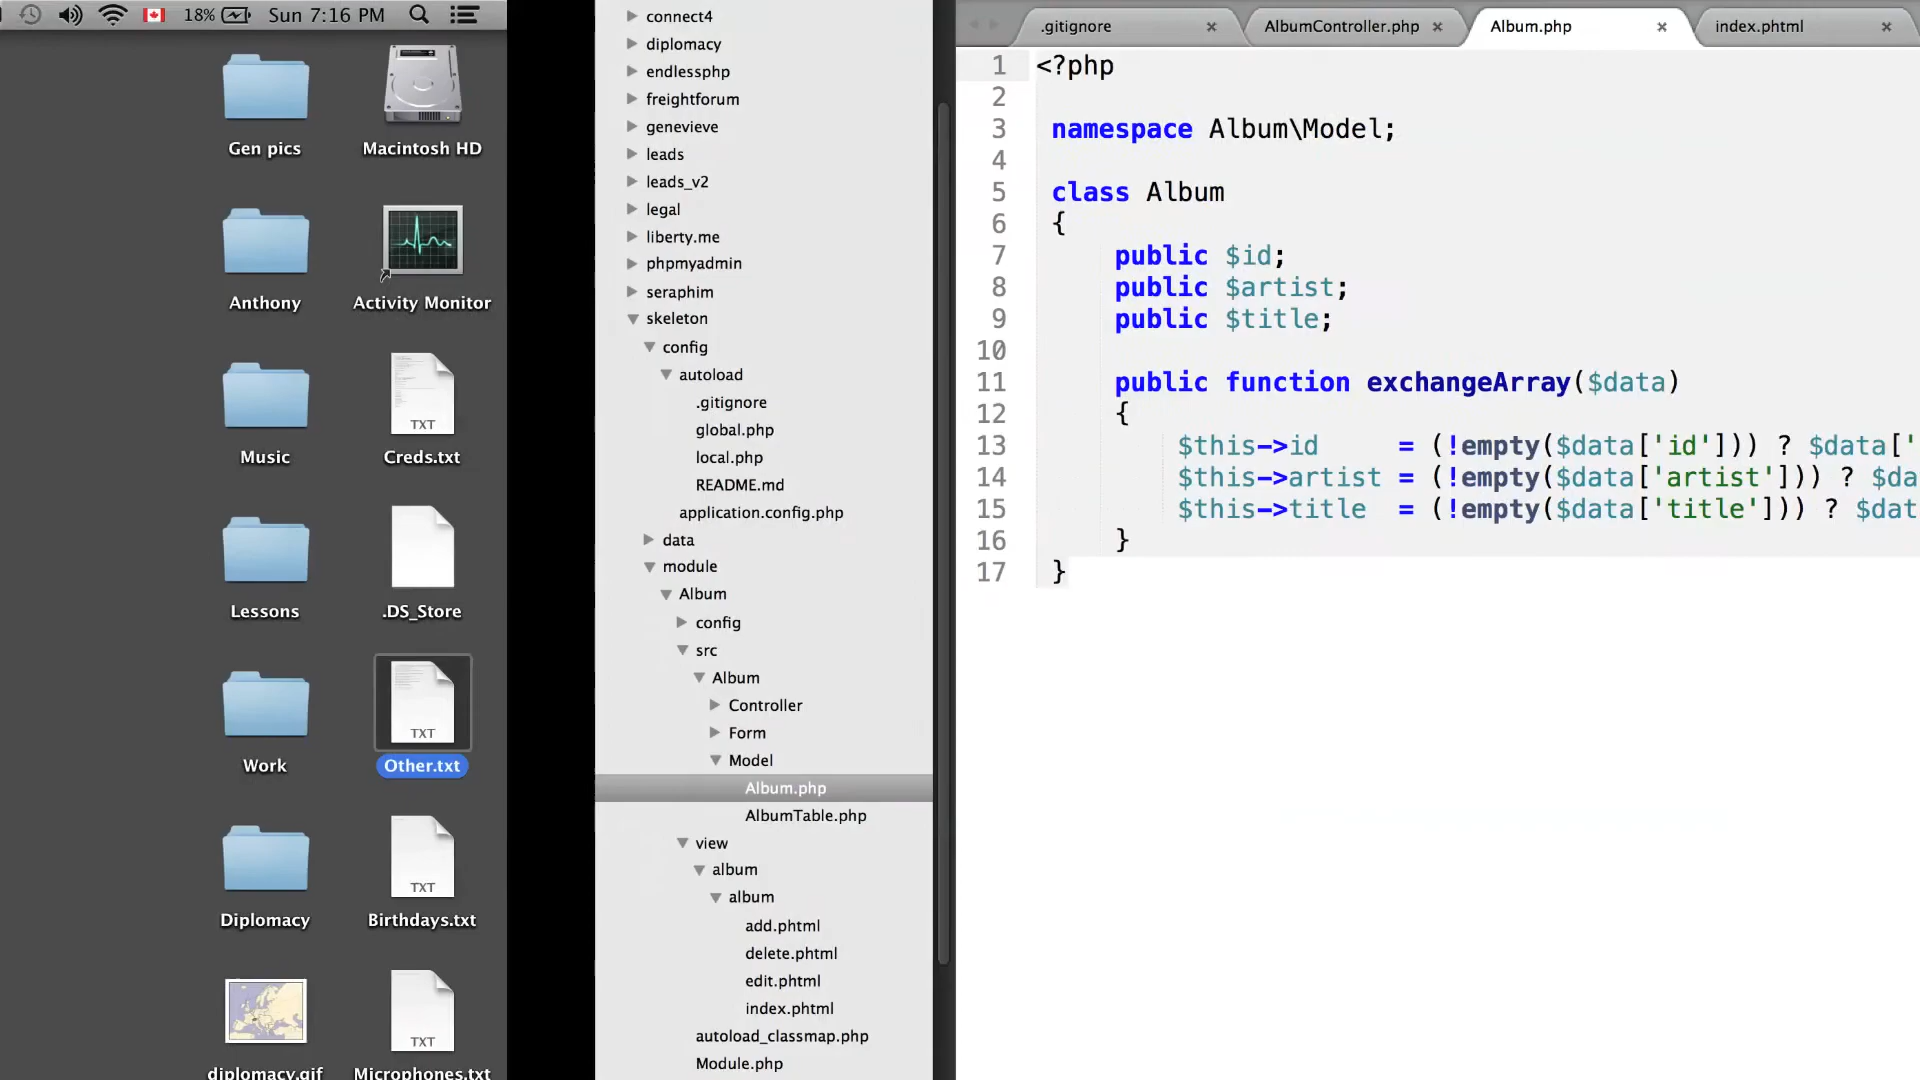 18%
Sun 7:16 PM
Gen pics
Macintosh HD
Anthony
Activity Monitor
Music
TXT
Creds.txt
Lessons
.DS_Store
Work
TXT
Other.txt
Diplomacy
TXT
Birthdays.txt
diplomacy.gif
TXT
Microphones.txt
connect4
diplomacy
endlessphp
freightforum
genevieve
leads
leads_v2
legal
liberty.me
phpmyadmin
seraphim
skeleton
config
autoload
.gitignore
global.php
local.php
README.md
application.config.php
data
module
Album
config
src
Album
Controller
Form
Model
Album.php
AlbumTable.php
view
album
album
add.phtml
delete.phtml
edit.phtml
index.phtml
autoload_classmap.php
Module.php
.gitignore
AlbumController.php
Album.php
index.phtml
1 <?php
2
3 namespace Album\Model;
4
5 class Album
6 {
7 public $id;
8 public $artist;
9 public $title;
10
11 public function exchangeArray($data)
12 {
13 $this->id = (!empty($data['id'])) ? $data['
14 $this->artist = (!empty($data['artist'])) ? $da
15 $this->title = (!empty($data['title'])) ? $dat
16 }
17 }